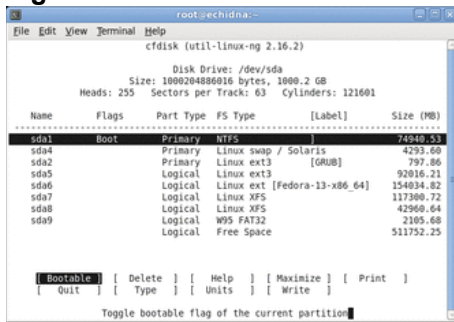 root@echidna:~
File Edit View Terminal Help
cfdisk (util-linux-ng 2.16.2)
Disk Drive: /dev/sda
Size: 1000204886016 bytes, 1000.2 GB
Heads: 255 Sectors per Track: 63 Cylinders: 121601
Name Flags Part Type FS Type [Label] Size (MB)
sda1 Boot Primary NTFS ] 74940.53
sda4 Primary Linux swap / Solaris 4293.60
sda2 Primary Linux ext3 [GRUB] 797.86
sda5 Logical Linux ext3 92016.21
sda6 Logical Linux ext [Fedora-13-x86_64] 154034.82
sda7 Logical Linux XFS 117300.72
sda8 Logical Linux XFS 42960.64
sda9 Logical W95 FAT32 2105.68
Logical Free Space 511752.25
[ Bootable ] [ Delete ] [ Help ] [ Maximize ] [ Print ]
[ Quit ] [ Type ] [ Units ] [ Write ]
Toggle bootable flag of the current partition